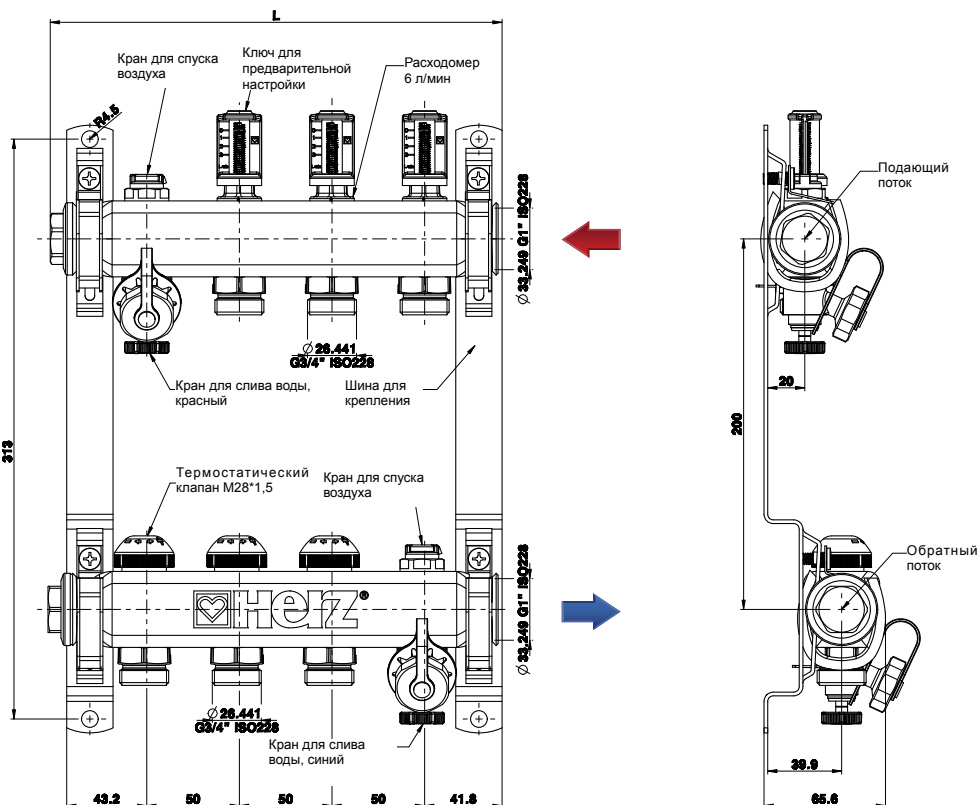 L
Кран для спуска
воздуха
Ключ для
предварительной
настройки
Расходомер
6 л/мин
R4.5
Подающий
поток
Ø 33,249 G1" ISO228
Ø 26.441
G3/4" ISO228
Кран для слива воды,
красный
Шина для
крепления
20
313
200
Термостатический
клапан М28*1,5
Кран для спуска
воздуха
Обратный
поток
Herz®
Ø 33,249 G1" ISO228
Ø 26.441
G3/4" ISO228
Кран для слива
воды, синий
39.9
43.2
50
50
50
41.8
65.6